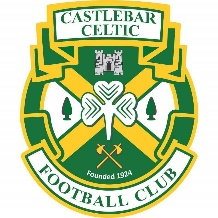 CASTLEBAR
CELTIC
Founded 1924
FOOTBALL CLUB